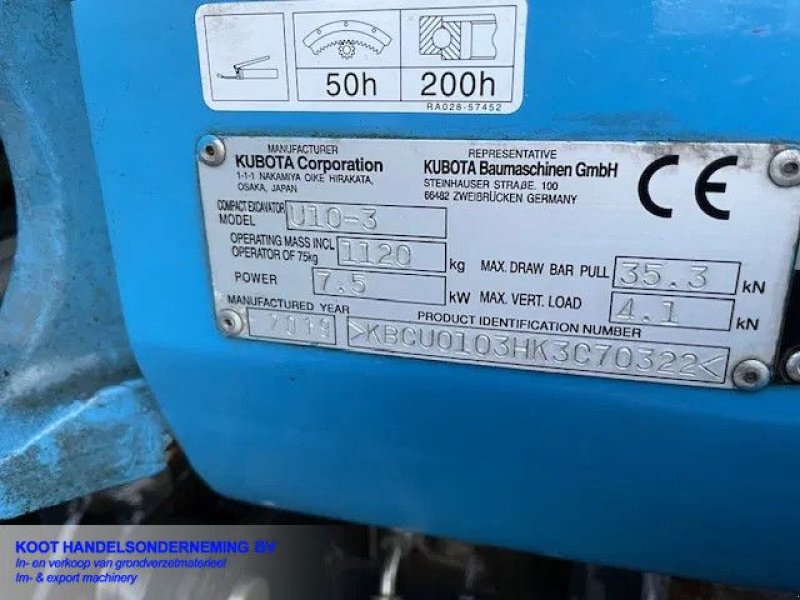 50h 200h
RA028-57452
MANUFACTURER
KUBOTA Corporation
1-1-1 NAKAMIYA OIKE HIRAKATA,
OSAKA, JAPAN
REPRESENTATIVE
KUBOTA Baumaschinen GmbH
STEINHAUSER STRAßE. 100
66482 ZWEIBRÜCKEN GERMANY
CE
COMPACT EXCAVATOR
MODEL U10-3
OPERATING MASS INCL
OPERATOR OF 75kg 1120 kg
MAX. DRAW BAR PULL 35.3 kN
POWER 7.5 kW
MAX. VERT. LOAD 4.1 kN
MANUFACTURED YEAR
2019
PRODUCT IDENTIFICATION NUMBER
>KBCU0103HK3C70322<
KOOT HANDELSONDERNEMING BV
In- en verkoop van grondverzetmaterieel
Im- & export machinery